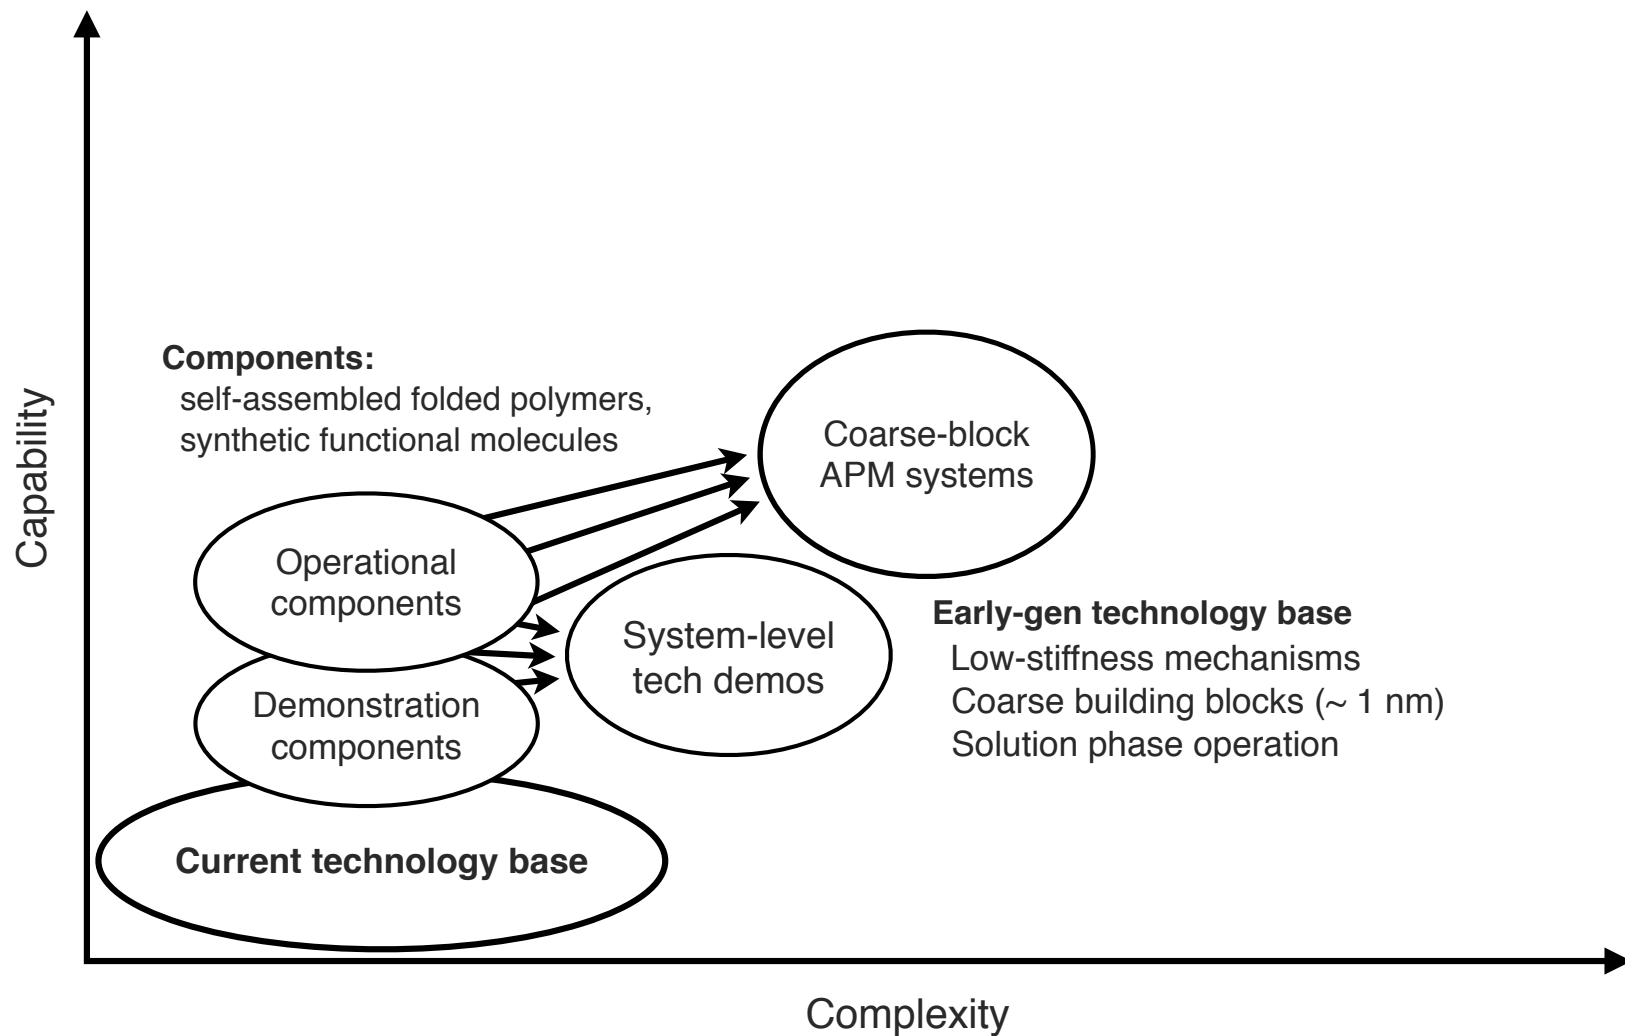 Capability
Components:
self-assembled folded polymers,
synthetic functional molecules
Coarse-block
APM systems
Operational
components
System-level
tech demos
Early-gen technology base
Low-stiffness mechanisms
Coarse building blocks (~ 1 nm)
Solution phase operation
Demonstration
components
Current technology base
Complexity